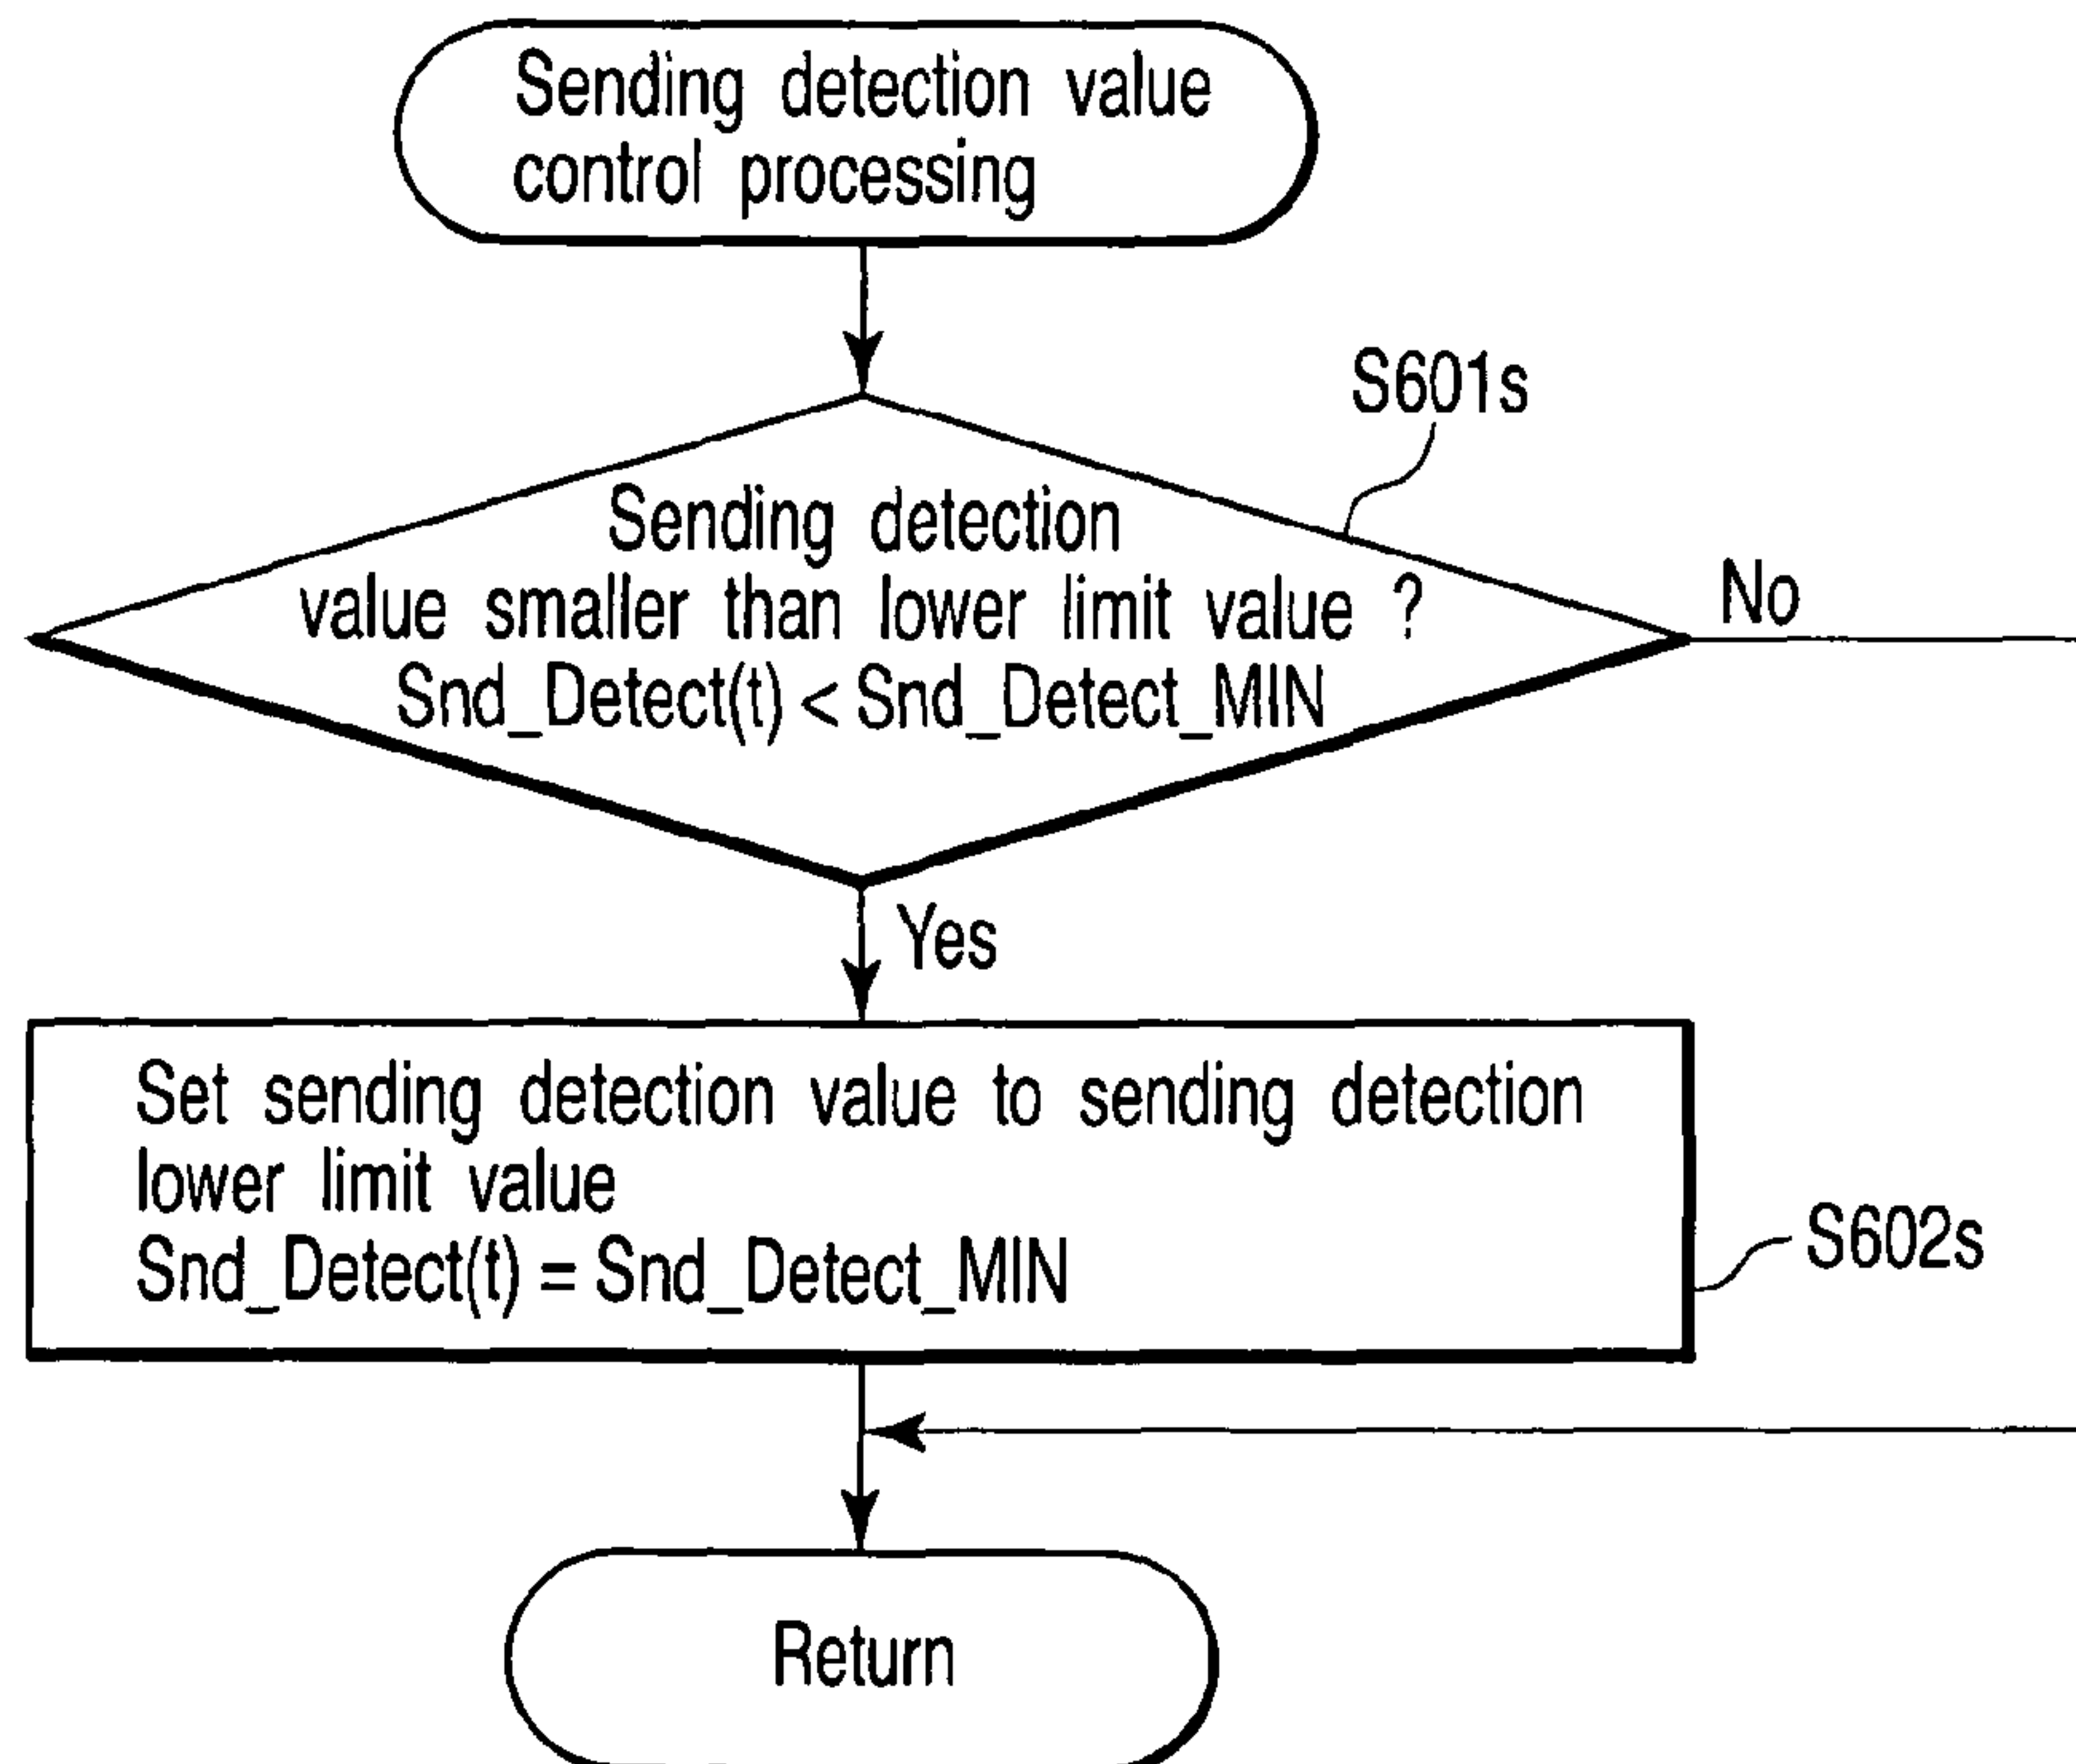 Sending detection value
control processing
S601s
Sending detection
value smaller than lower limit value ?
Snd_Detect(t) < Snd_Detect_MIN
No
Yes
Set sending detection value to sending detection
lower limit value
Snd_Detect(t) = Snd_Detect_MIN
S602s
Return